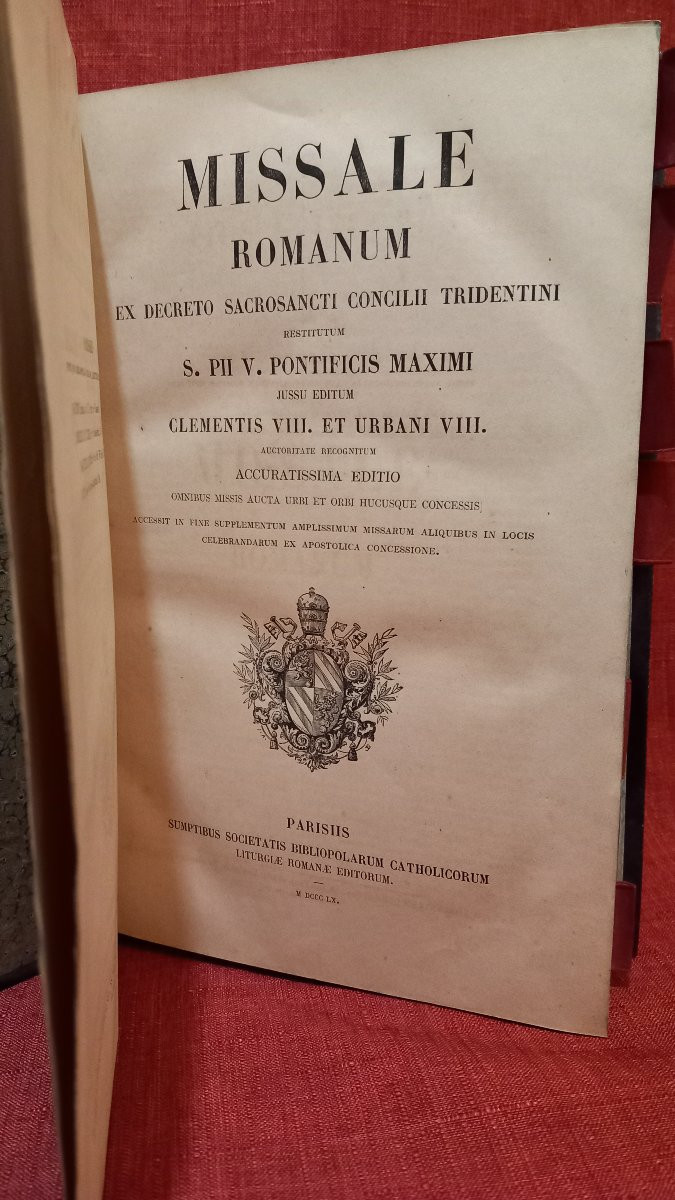 MISSALE
ROMANUM
EX DECRETO SACROSANCTI CONCILII TRIDENTINI
RESTITUTUM
S. PII V. PONTIFICIS MAXIMI
JUSSU EDITUM
CLEMENTIS VIII. ET URBANI VIII.
AUCTORITATE RECOGNITUM
ACCURATISSIMA EDITIO
OMNIBUS MISSIS AUCTA URBI ET ORBI HUCUSQUE CONCESSIS
ACCESSIT IN FINE SUPPLEMENTUM AMPLISSIMUM MISSARUM ALIQUIBUS IN LOCIS
CELEBRANDARUM EX APOSTOLICA CONCESSIONE.
PARISIIS
SUMPTIBUS SOCIETATIS BIBLIOPOLARUM CATHOLICORUM
LITURGIÆ ROMANÆ EDITORUM.
M DCCC LX.